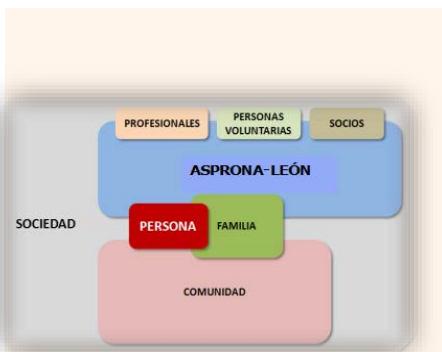 PROFESIONALES
PERSONAS
VOLUNTARIAS
SOCIOS
ASPRONA-LEÓN
SOCIEDAD
PERSONA
FAMILIA
COMUNIDAD